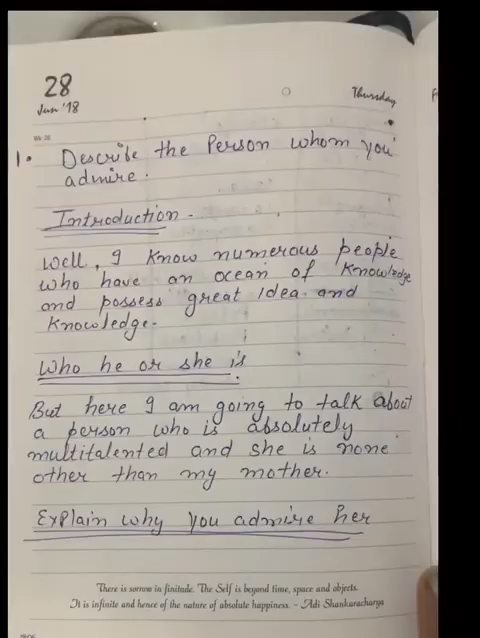 28
Jun '18
Thursday
Wk-26
1. Describe the Person whom you
admire.
Introduction -
Well, I know numerous people
who have an ocean of knowledge
and possess great idea and
knowledge.
Who he or she is
But here I am going to talk about
a person who is absolutely
multitalented and she is none
other than my mother.
Explain why you admire her
There is sorrow in finitude. The Self is beyond time, space and objects.
It is infinite and hence of the nature of absolute happiness. - Adi Shankaracharya